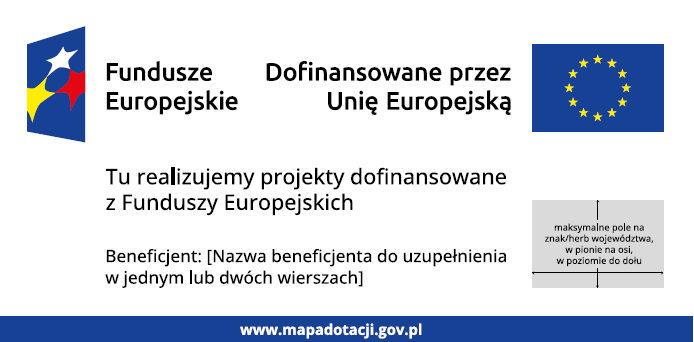 Fundusze
Europejskie
Dofinansowane przez
Unię Europejską
Tu realizujemy projekty dofinansowane
z Funduszy Europejskich
Beneficjent: [Nazwa beneficjenta do uzupełnienia
w jednym lub dwóch wierszach]
maksymalne pole na
znak/herb województwa,
w pionie na osi,
w poziomie do dołu
www.mapadotacji.gov.pl